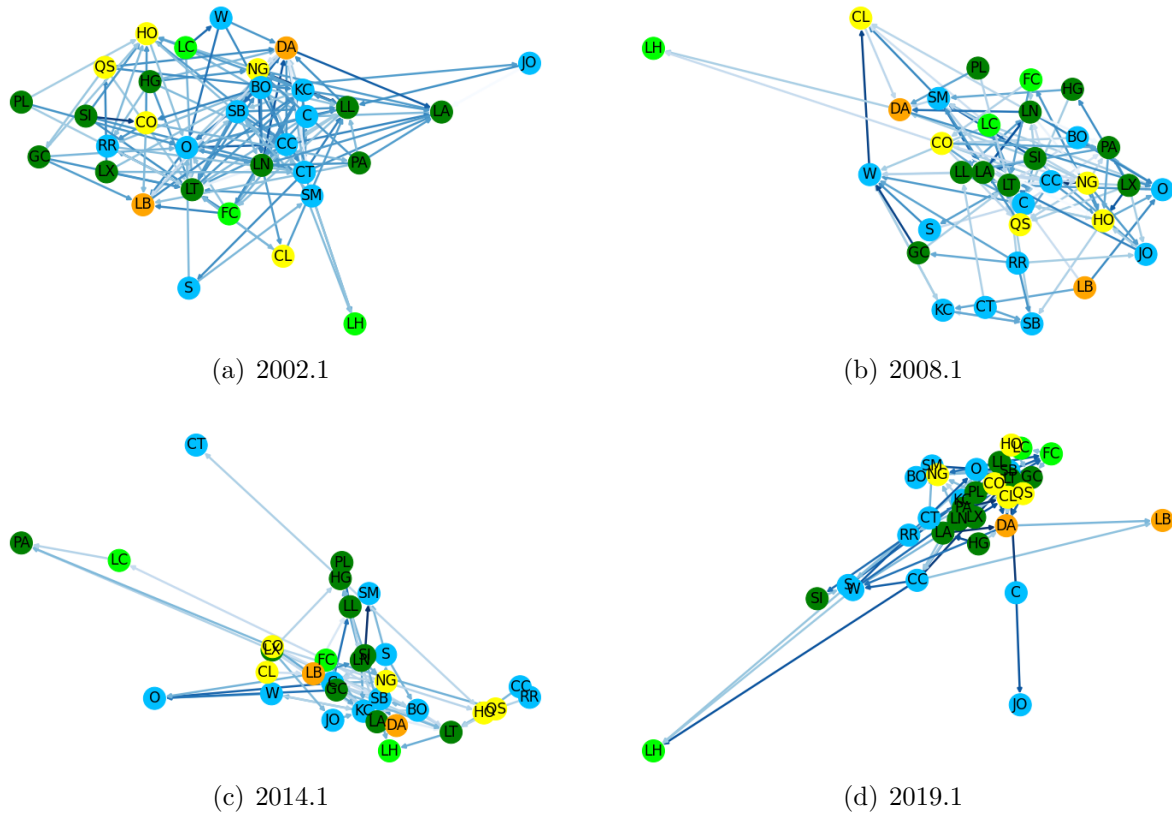 W
HO
LC
DA
QS
NG
JO
HG
BO
KC
PL
SB
LL
SI
C
LA
CO
RR
O
CC
GC
LX
LN
PA
LT
CT
SM
LB
FC
CL
S
LH
(a) 2002.1
CL
LH
PL
FC
HG
SM
DA
LN
LC
BO
CO
PA
SI
W
LL
LA
LT
CC
NG
LX
O
C
QS
HO
S
GC
RR
JO
LB
KC
CT
SB
(b) 2008.1
CT
PA
LC
PL
HG
SM
LL
CO
LX
FC
SI
LN
S
CL
LB
C
NG
GC
CC
RR
O
W
SB
KC
BO
HO
QS
JO
LA
DA
LT
LH
(c) 2014.1
HO
LC
FC
SM
O
LL
SB
BO
NG
LT
GC
CO
PL
KC
CL
QS
PA
CT
LN
LX
DA
LB
RR
LA
HG
S
W
CC
SI
C
JO
LH
(d) 2019.1